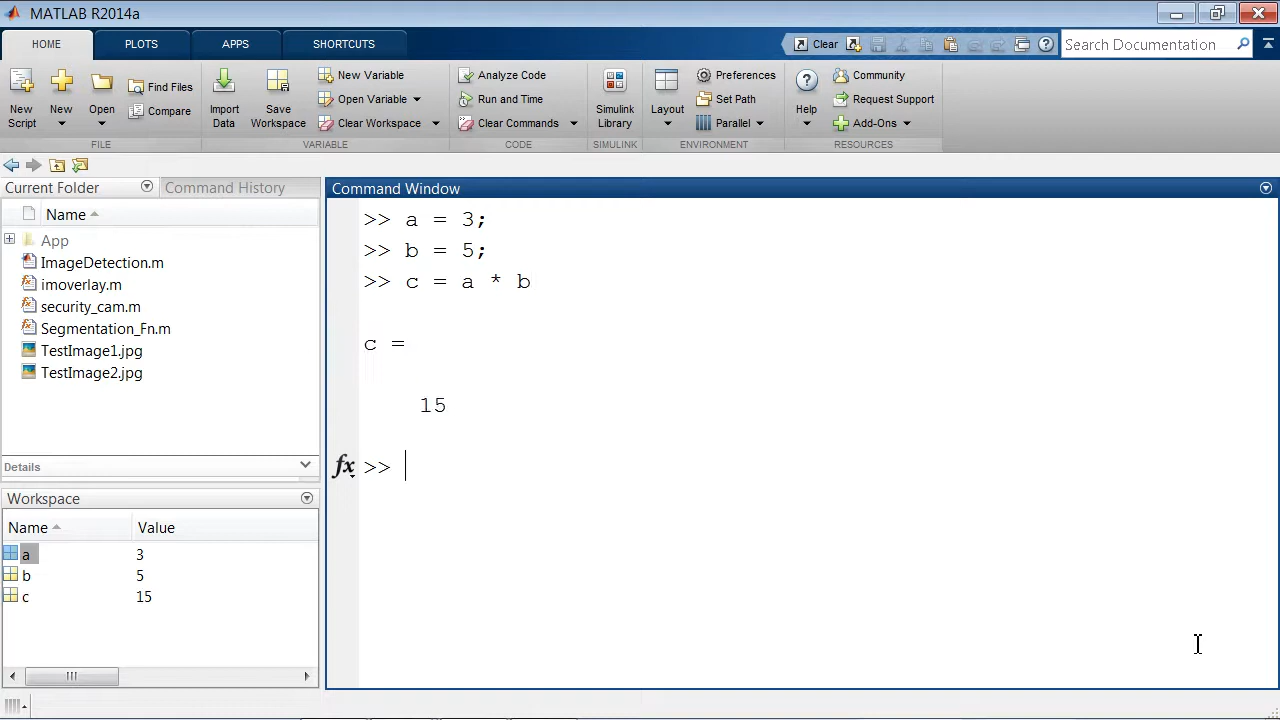 MATLAB R2014a
HOME PLOTS APPS SHORTCUTS
Clear
Search Documentation
New Script
New
Open
Find Files
Compare
Import Data
Save Workspace
New Variable
Open Variable
Clear Workspace
Analyze Code
Run and Time
Clear Commands
Simulink Library
Layout
Preferences
Set Path
Parallel
Help
Community
Request Support
Add-Ons
FILE VARIABLE CODE SIMULINK ENVIRONMENT RESOURCES
Current Folder Command History
Name
App
ImageDetection.m
imoverlay.m
security_cam.m
Segmentation_Fn.m
TestImage1.jpg
TestImage2.jpg
Details
Workspace
Name Value
a 3
b 5
c 15
Command Window
>> a = 3;
>> b = 5;
>> c = a * b
c =
15
fx >>